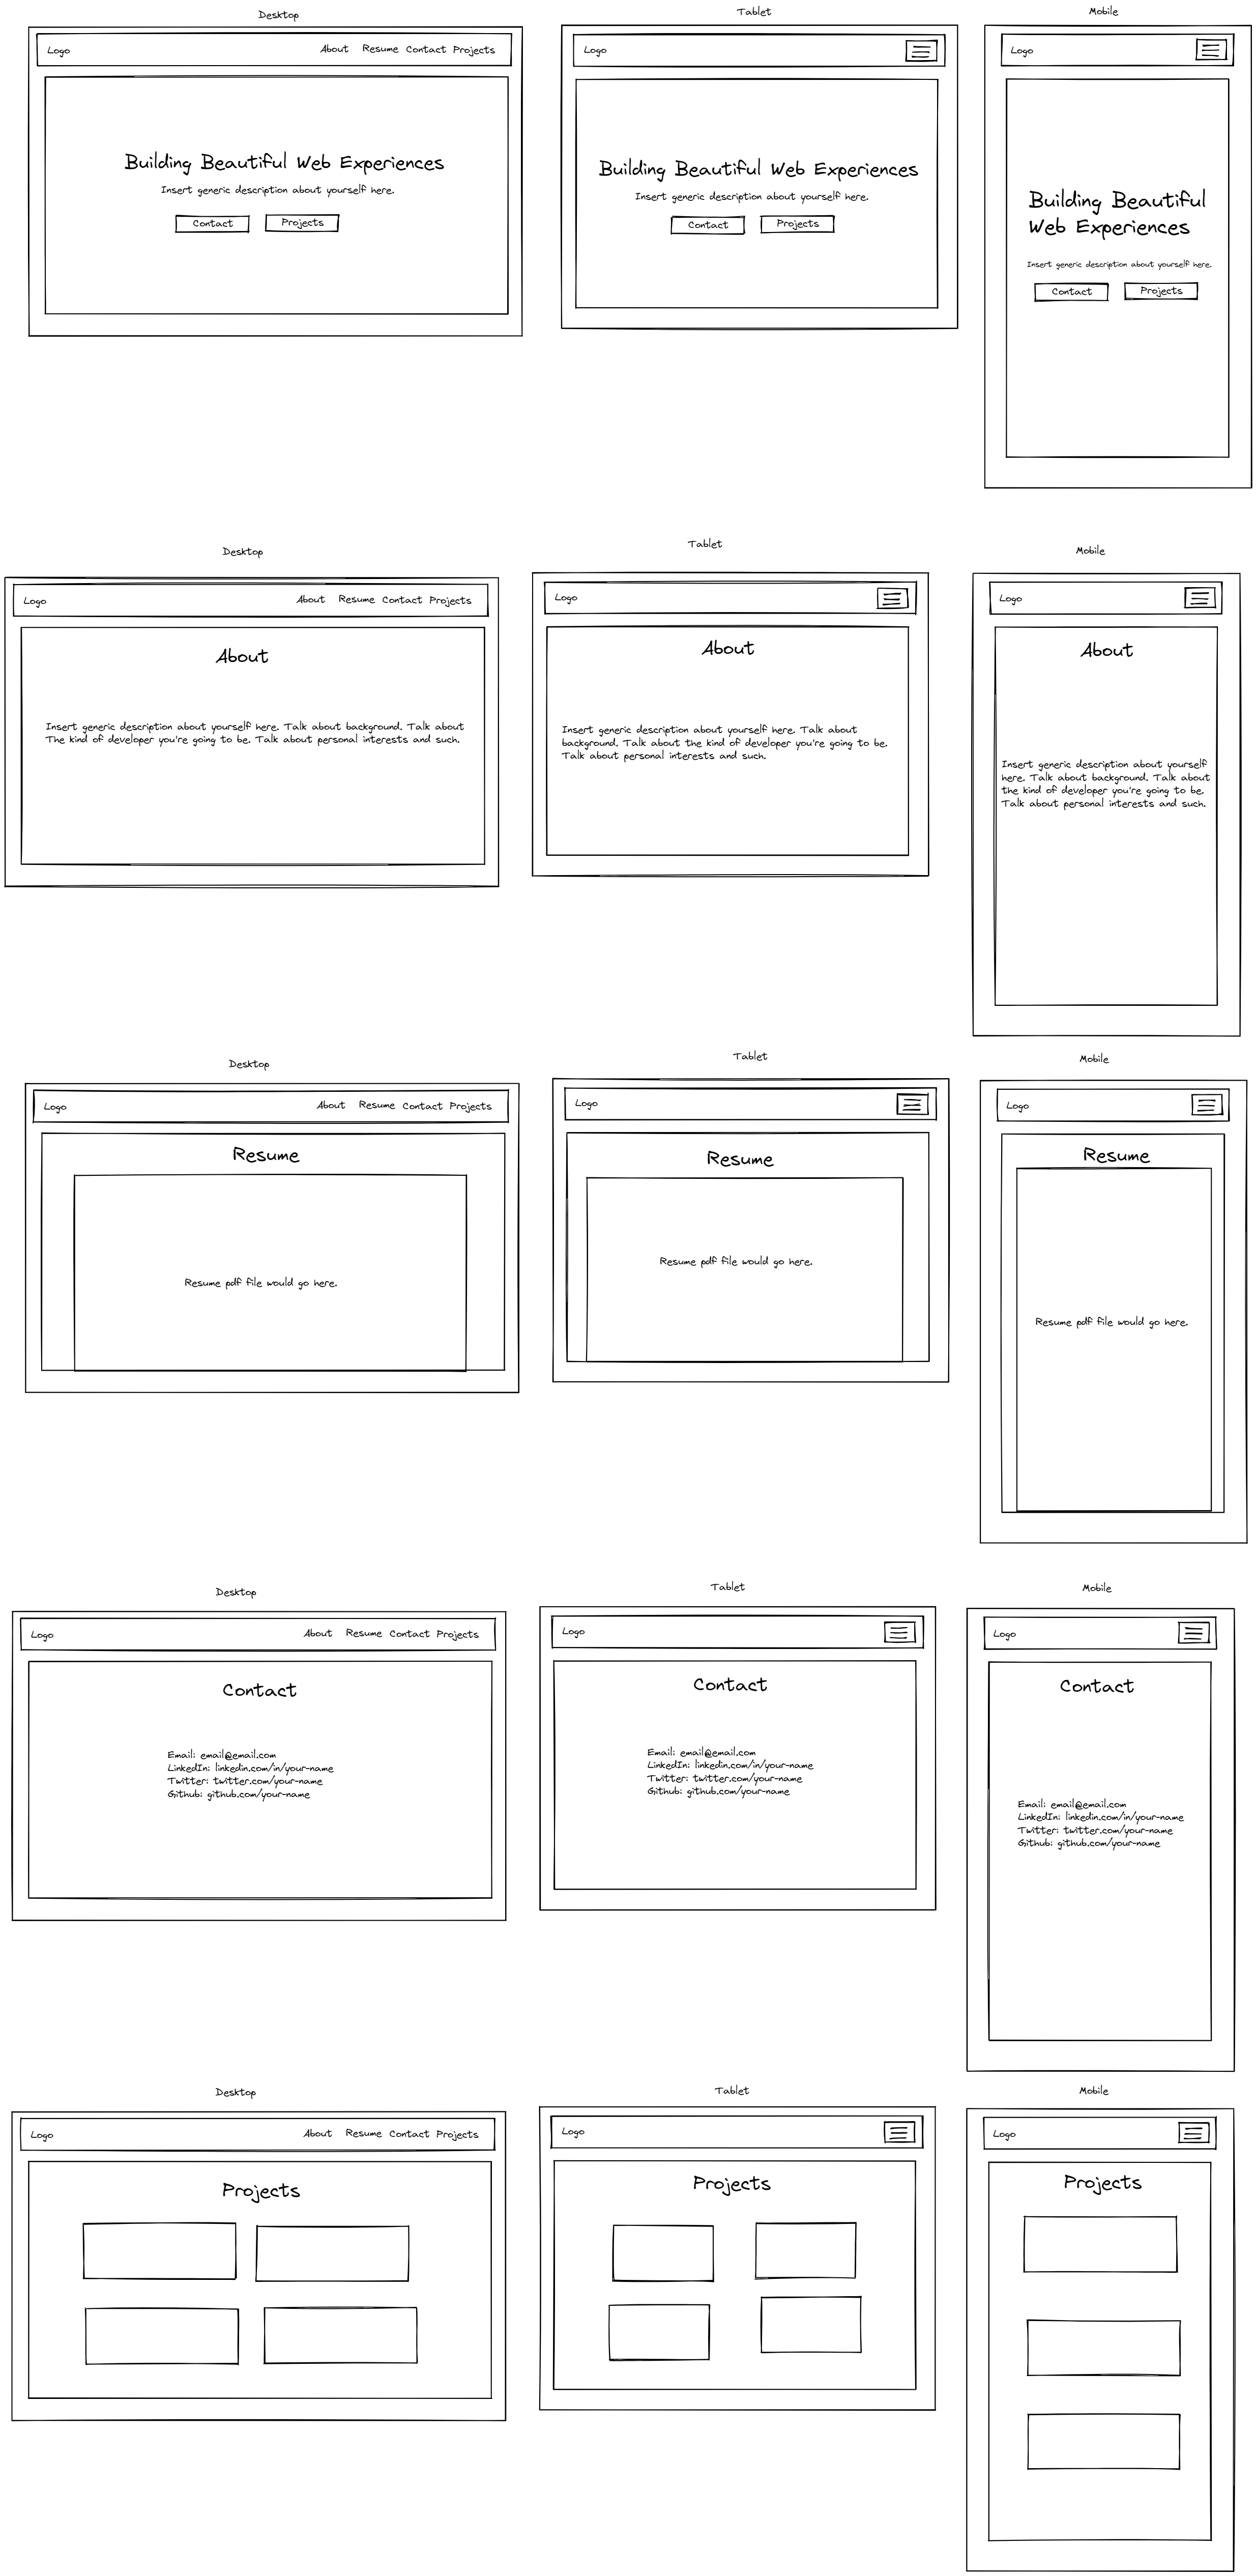 Desktop
Logo
About Resume Contact Projects
Building Beautiful Web Experiences
Insert generic description about yourself here.
Contact
Projects
Tablet
Logo
Building Beautiful Web Experiences
Insert generic description about yourself here.
Contact
Projects
Mobile
Logo
Building Beautiful
Web Experiences
Insert generic description about yourself here.
Contact
Projects
Desktop
Logo
About Resume Contact Projects
About
Insert generic description about yourself here. Talk about background. Talk about
The kind of developer you're going to be. Talk about personal interests and such.
Tablet
Logo
About
Insert generic description about yourself here. Talk about
background. Talk about the kind of developer you're going to be.
Talk about personal interests and such.
Mobile
Logo
About
Insert generic description about yourself
here. Talk about background. Talk about
the kind of developer you're going to be.
Talk about personal interests and such.
Desktop
Logo
About Resume Contact Projects
Resume
Resume pdf file would go here.
Tablet
Logo
Resume
Resume pdf file would go here.
Mobile
Logo
Resume
Resume pdf file would go here.
Desktop
Logo
About Resume Contact Projects
Contact
Email: email@email.com
LinkedIn: linkedin.com/in/your-name
Twitter: twitter.com/your-name
Github: github.com/your-name
Tablet
Logo
Contact
Email: email@email.com
LinkedIn: linkedin.com/in/your-name
Twitter: twitter.com/your-name
Github: github.com/your-name
Mobile
Logo
Contact
Email: email@email.com
LinkedIn: linkedin.com/in/your-name
Twitter: twitter.com/your-name
Github: github.com/your-name
Desktop
Logo
About Resume Contact Projects
Projects
Tablet
Logo
Projects
Mobile
Logo
Projects